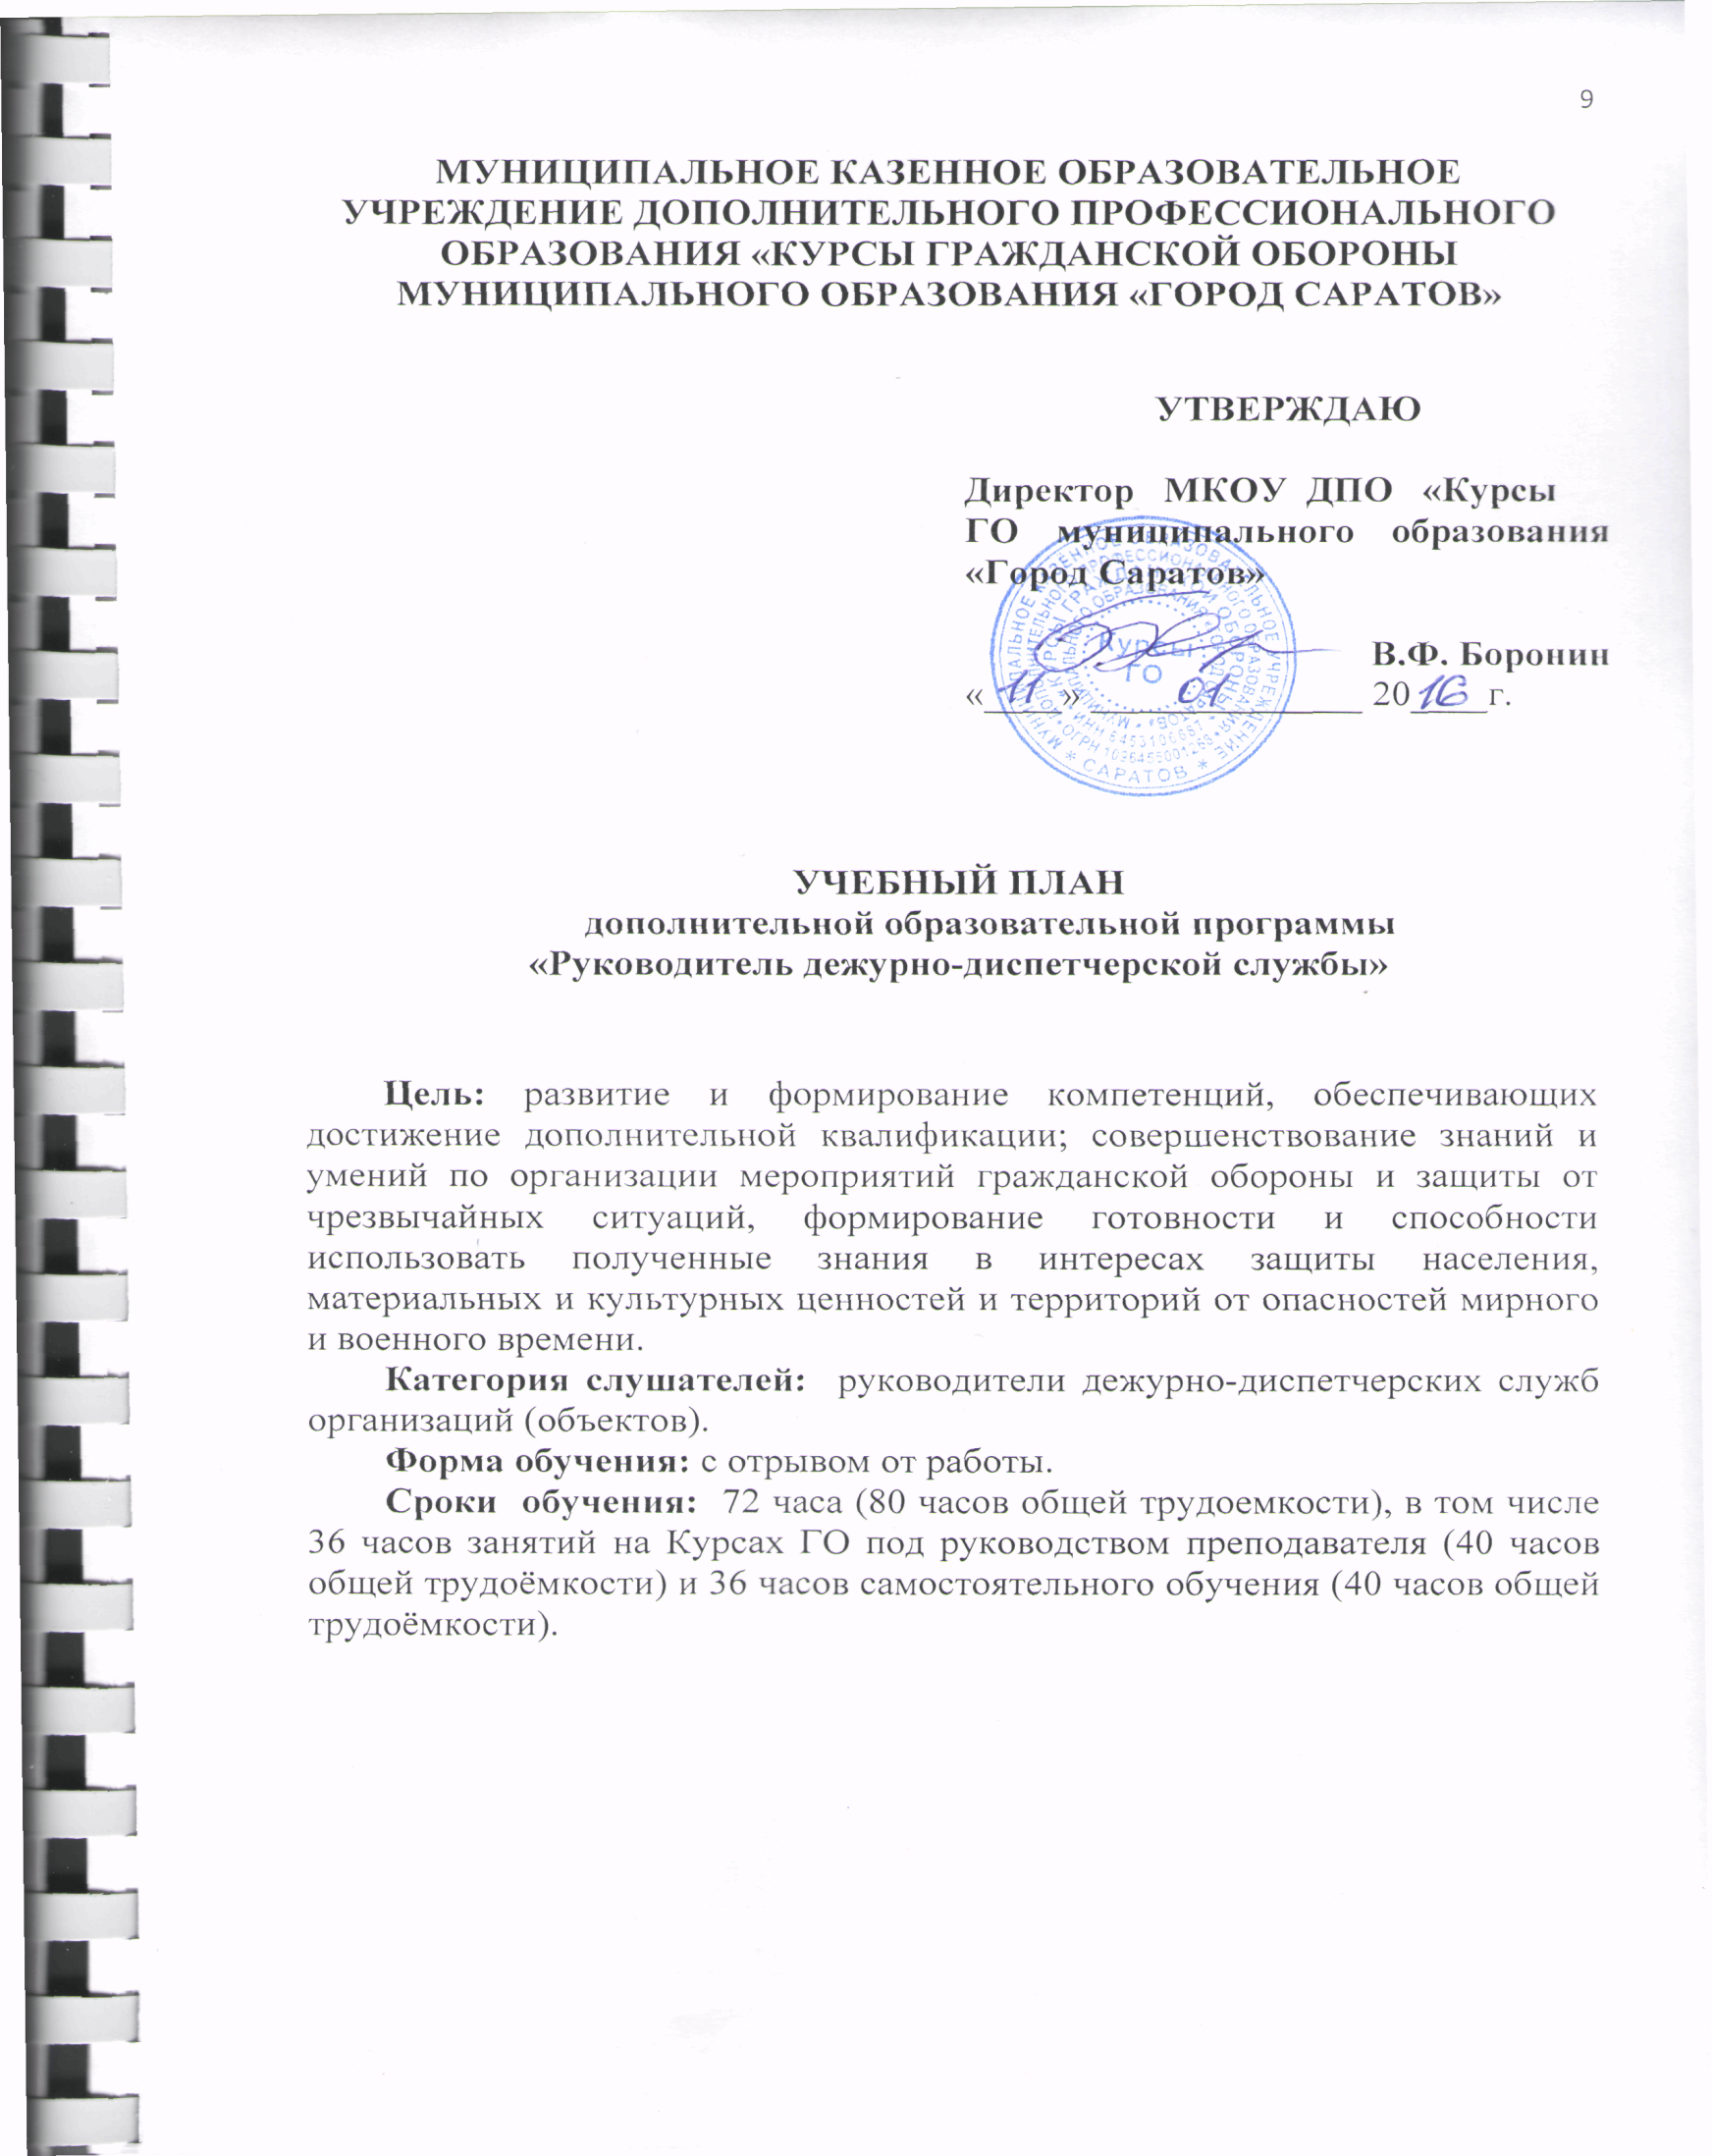 9
МУНИЦИПАЛЬНОЕ КАЗЕННОЕ ОБРАЗОВАТЕЛЬНОЕ
УЧРЕЖДЕНИЕ ДОПОЛНИТЕЛЬНОГО ПРОФЕССИОНАЛЬНОГО
ОБРАЗОВАНИЯ «КУРСЫ ГРАЖДАНСКОЙ ОБОРОНЫ
МУНИЦИПАЛЬНОГО ОБРАЗОВАНИЯ «ГОРОД САРАТОВ»
УТВЕРЖДАЮ
Директор МКОУ ДПО «Курсы
ГО муниципального образования
«Город Саратов»
В.Ф. Боронин
«11» 01 2016 г.
Курсы
ГО
* САРАТОВ *
УЧЕБНЫЙ ПЛАН
дополнительной образовательной программы
«Руководитель дежурно-диспетчерской службы»
Цель: развитие и формирование компетенций, обеспечивающих
достижение дополнительной квалификации; совершенствование знаний и
умений по организации мероприятий гражданской обороны и защиты от
чрезвычайных ситуаций, формирование готовности и способности
использовать полученные знания в интересах защиты населения,
материальных и культурных ценностей и территорий от опасностей мирного
и военного времени.
Категория слушателей: руководители дежурно-диспетчерских служб
организаций (объектов).
Форма обучения: с отрывом от работы.
Сроки обучения: 72 часа (80 часов общей трудоемкости), в том числе
36 часов занятий на Курсах ГО под руководством преподавателя (40 часов
общей трудоёмкости) и 36 часов самостоятельного обучения (40 часов общей
трудоёмкости).